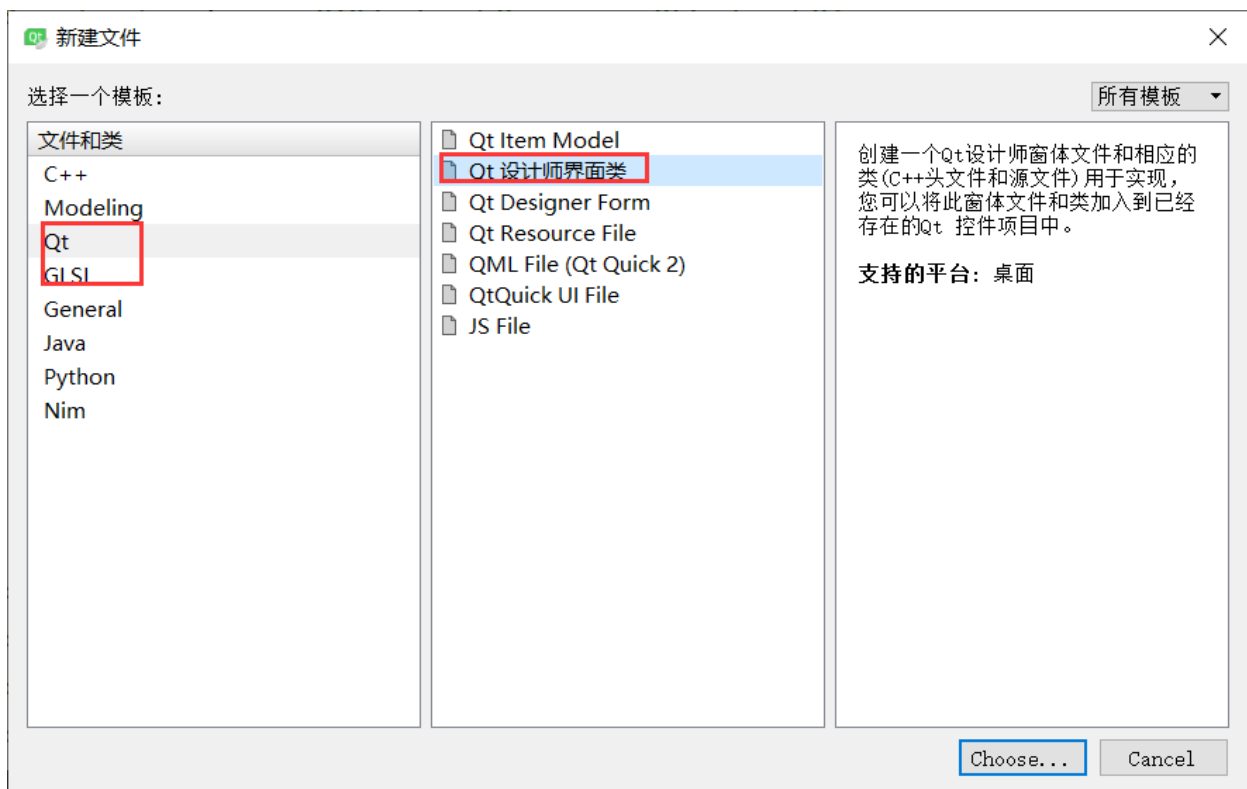 新建文件
选择一个模板:
所有模板
文件和类
C++
Modeling
Qt
GLSL
General
Java
Python
Nim
Qt Item Model
Qt 设计师界面类
Qt Designer Form
Qt Resource File
QML File (Qt Quick 2)
QtQuick UI File
JS File
创建一个Qt设计师窗体文件和相应的
类(C++头文件和源文件)用于实现，
您可以将此窗体文件和类加入到已经
存在的Qt 控件项目中。
支持的平台: 桌面
Choose...
Cancel